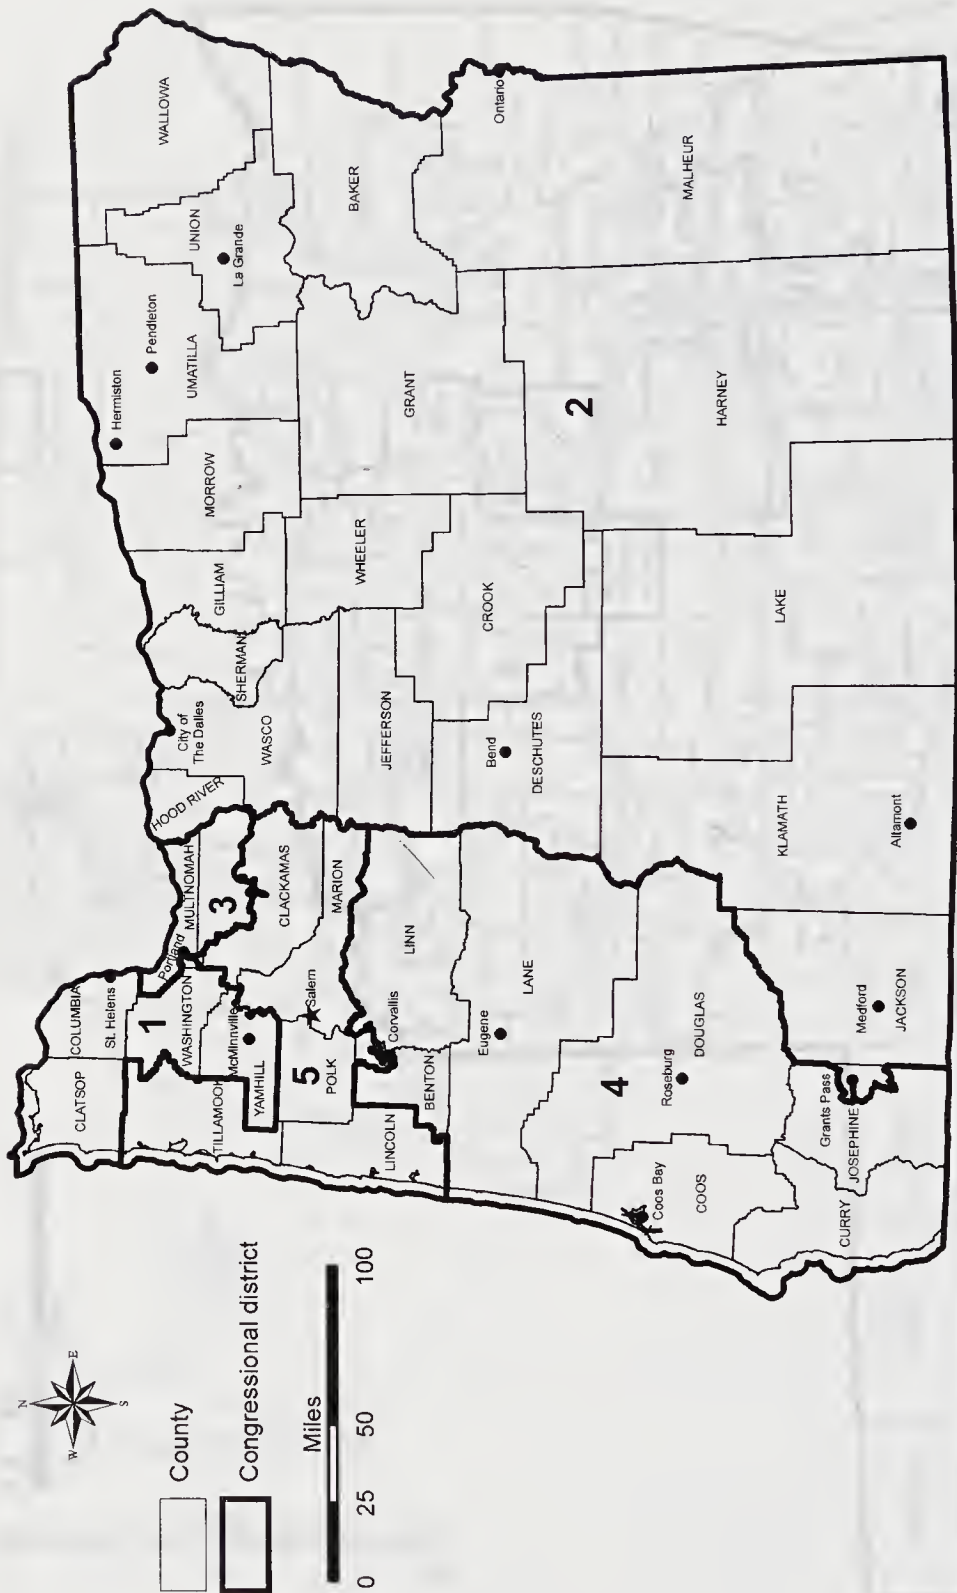 N
W
E
S
County
Congressional district
Miles
0
25
50
100
CLATSOP
COLUMBIA
St. Helens
TILLAMOOK
WASHINGTON
1
Portland
MULTNOMAH
3
HOOD RIVER
City of
The Dalles
WASCO
SHERMAN
GILLIAM
MORROW
Hermiston
Pendleton
UMATILLA
UNION
La Grande
WALLOWA
McMinnville
YAMHILL
CLACKAMAS
5
POLK
Salem
MARION
LINCOLN
BENTON
Corvallis
LINN
JEFFERSON
WHEELER
GRANT
BAKER
CROOK
Bend
DESCHUTES
Eugene
LANE
2
Ontario
MALHEUR
HARNEY
LAKE
KLAMATH
Altamont
4
Roseburg
DOUGLAS
Coos Bay
COOS
CURRY
Grants Pass
JOSEPHINE
Medford
JACKSON